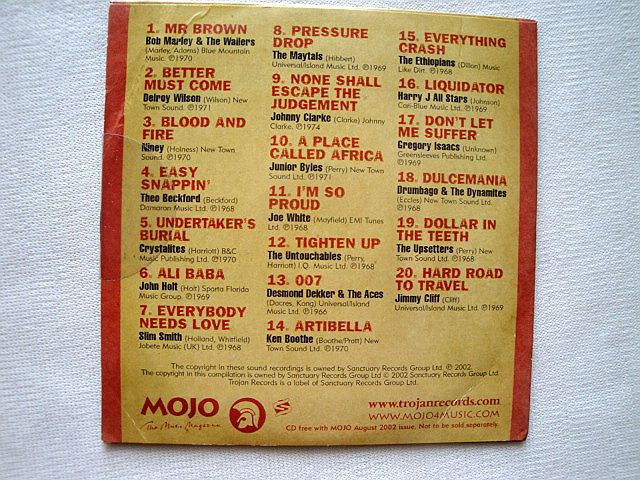 1. MR BROWN
Bob Marley & The Wailers
(Marley, Adams) Blue Mountain
Music. ℗1970
2. BETTER
MUST COME
Delroy Wilson (Wilson) New
Town Sound. ℗1971
3. BLOOD AND
FIRE
Niney (Holness) New Town
Sound. ℗1970
4. EASY
SNAPPIN'
Theo Beckford (Beckford)
Damaron Music Ltd. ℗1968
5. UNDERTAKER'S
BURIAL
Crystalites (Harriott) B&C
Music Publishing Ltd. ℗1970
6. ALI BABA
John Holt (Holt) Sparta Florida
Music Group. ℗1969
7. EVERYBODY
NEEDS LOVE
Slim Smith (Holland, Whitfield)
Jobete Music (UK) Ltd. ℗1968
8. PRESSURE
DROP
The Maytals (Hibbert)
Universal/Island Music Ltd. ℗1970
9. NONE SHALL
ESCAPE THE
JUDGEMENT
Johnny Clarke (Clarke) Johnny
Clarke. ℗1974
10. A PLACE
CALLED AFRICA
Junior Byles (Perry) New Town
Sound Ltd. ℗1971
11. I'M SO
PROUD
Joe White (Mayfield) EMI Tunes
Ltd. ℗1968
12. TIGHTEN UP
The Untouchables (Perry,
Harriott) I.Q. Music Ltd. ℗1968
13. 007
Desmond Dekker & The Aces
(Dacres, Kong) Universal/Island
Music Ltd. ℗1966
14. ARTIBELLA
Ken Boothe (Boothe/Pratt) New
Town Sound Ltd. ℗1970
15. EVERYTHING
CRASH
The Ethiopians (Dillon) Music
Like Dirt. ℗1968
16. LIQUIDATOR
Harry J All Stars (Johnson)
Cari-Blue Music Ltd. ℗1969
17. DON'T LET
ME SUFFER
Gregory Isaacs (Unknown)
Greensleeves Publishing Ltd.
℗1969
18. DULCEMANIA
Drumbago & The Dynamites
(Eccles) New Town Sound Ltd.
℗1968
19. DOLLAR IN
THE TEETH
The Upsetters (Perry) New
Town Sound Ltd. ℗1968
20. HARD ROAD
TO TRAVEL
Jimmy Cliff (Cliff)
Universal/Island Music Ltd. ℗1969
The copyright in these sound recordings is owned by Sanctuary Records Group Ltd. ℗ 2002.
The copyright in this compilation is owned by Sanctuary Records Group Ltd © 2002 Sanctuary Records Group Ltd.
Trojan Records is a label of Sanctuary Records Group Ltd.
MOJO
The Music Magazine
www.trojanrecords.com
WWW.MOJO4MUSIC.COM
CD free with MOJO August 2002 issue. Not to be sold separately.